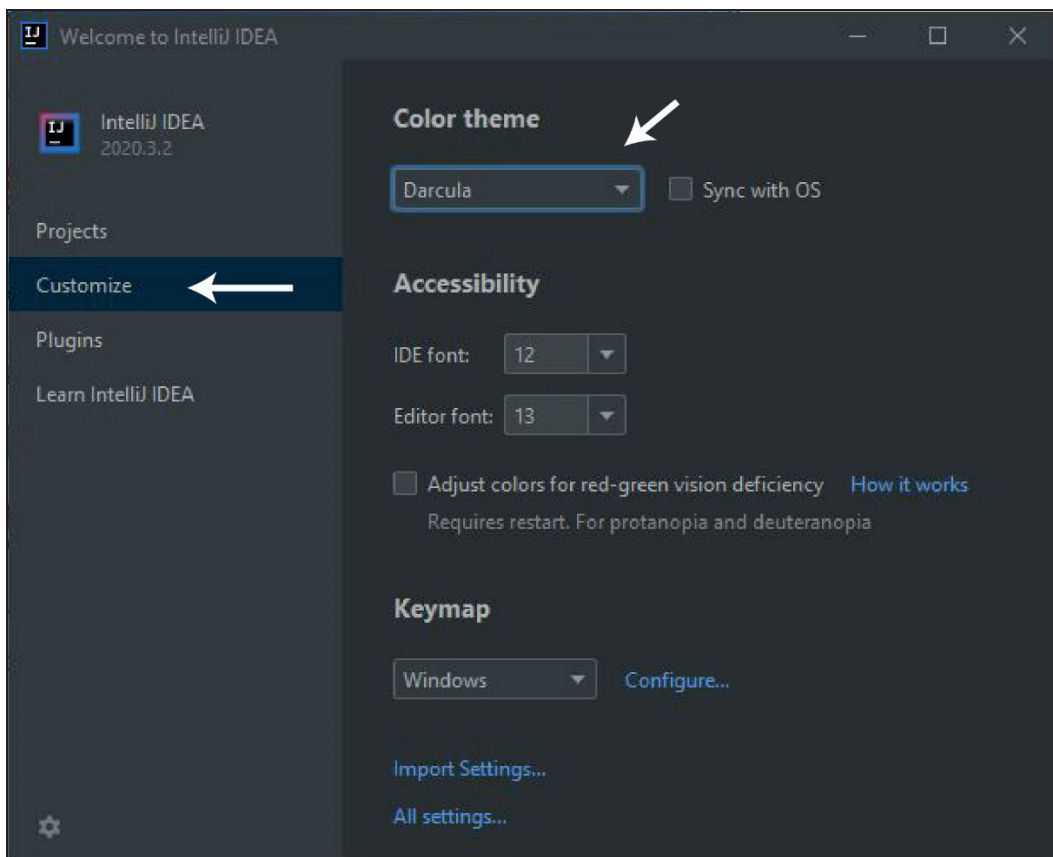 Welcome to IntelliJ IDEA
IntelliJ IDEA
2020.3.2
Projects
Customize
Plugins
Learn IntelliJ IDEA
Color theme
Darcula Sync with OS
Accessibility
IDE font: 12
Editor font: 13
Adjust colors for red-green vision deficiency How it works
Requires restart. For protanopia and deuteranopia
Keymap
Windows Configure...
Import Settings...
All settings...